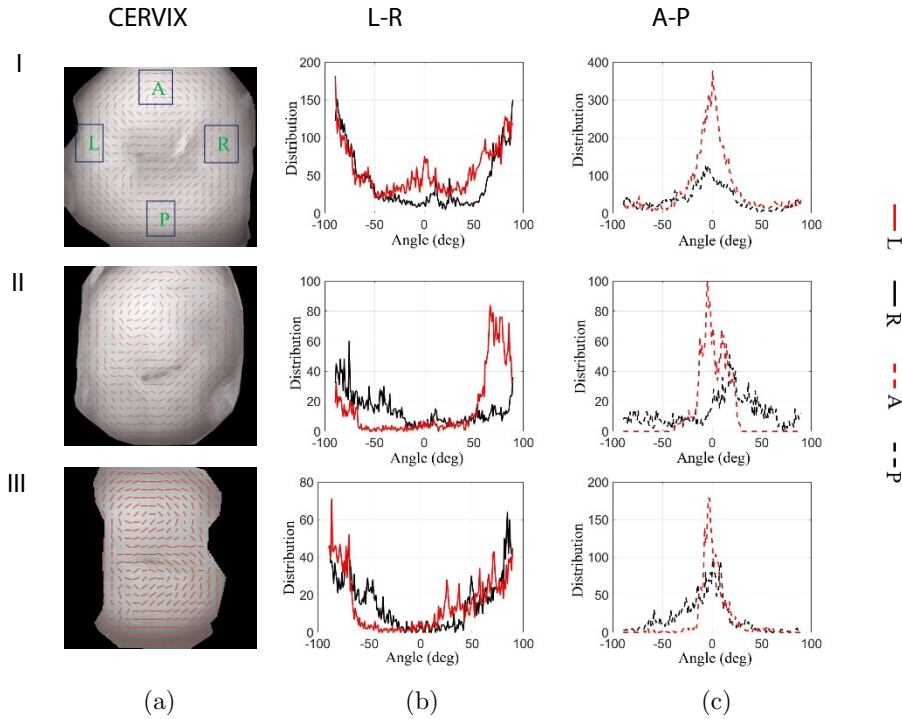 CERVIX L-R A-P
I
A
L R
P
200
150
100
50
0
Distribution
-100 -50 0 50 100
Angle (deg)
400
300
200
100
0
Distribution
-100 -50 0 50 100
Angle (deg)
II
100
80
60
40
20
0
Distribution
-100 -50 0 50 100
Angle (deg)
100
80
60
40
20
0
Distribution
-100 -50 0 50 100
Angle (deg)
III
80
60
40
20
0
Distribution
-100 -50 0 50 100
Angle (deg)
200
150
100
50
0
Distribution
-100 -50 0 50 100
Angle (deg)
L
R
A
P
(a) (b) (c)